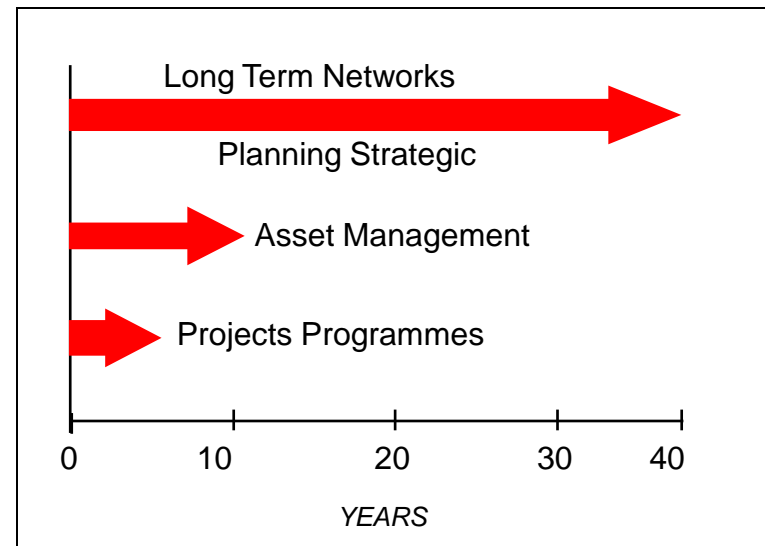 Long Term Networks
Planning Strategic
Asset Management
Projects Programmes
0 10 20 30 40
YEARS